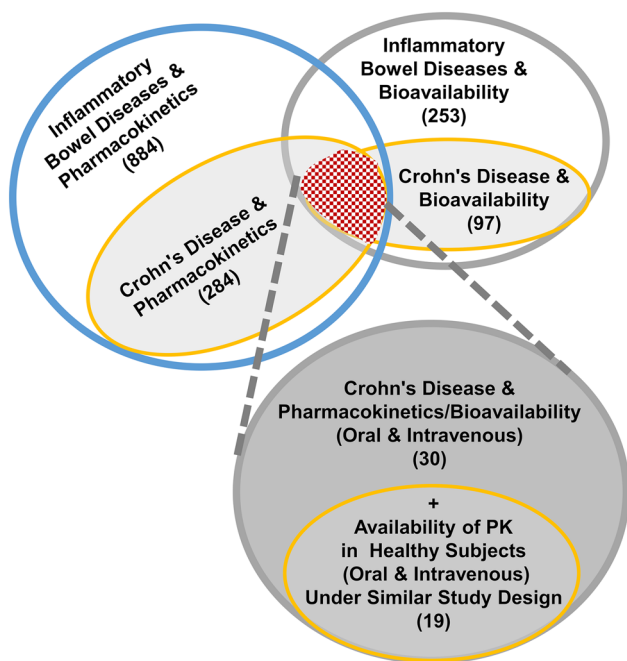 Inflammatory
Bowel Diseases &
Pharmacokinetics
(884)
Inflammatory
Bowel Diseases &
Bioavailability
(253)
Crohn's Disease &
Pharmacokinetics
(284)
Crohn's Disease &
Bioavailability
(97)
Crohn's Disease &
Pharmacokinetics/Bioavailability
(Oral & Intravenous)
(30)
+
Availability of PK
in Healthy Subjects
(Oral & Intravenous)
Under Similar Study Design
(19)